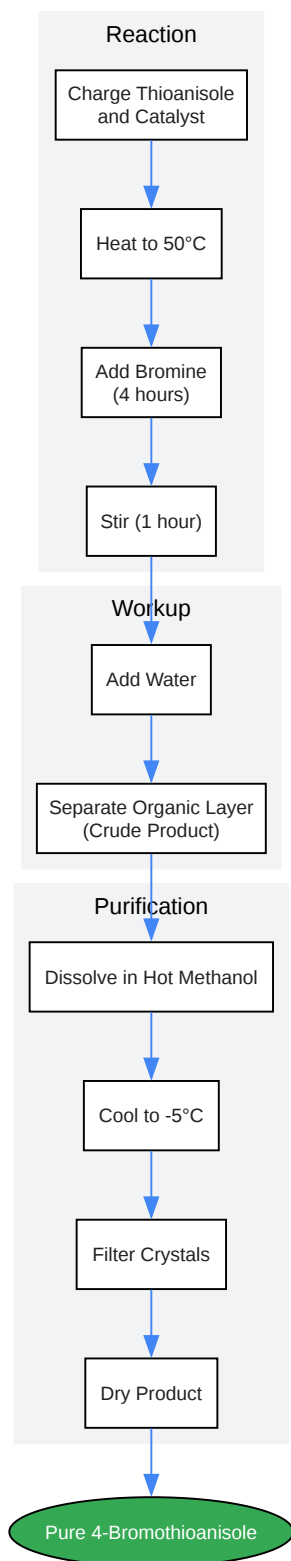 Reaction
Charge Thioanisole
and Catalyst
Heat to 50°C
Add Bromine
(4 hours)
Stir (1 hour)
Workup
Add Water
Separate Organic Layer
(Crude Product)
Purification
Dissolve in Hot Methanol
Cool to -5°C
Filter Crystals
Dry Product
Pure 4-Bromothioanisole